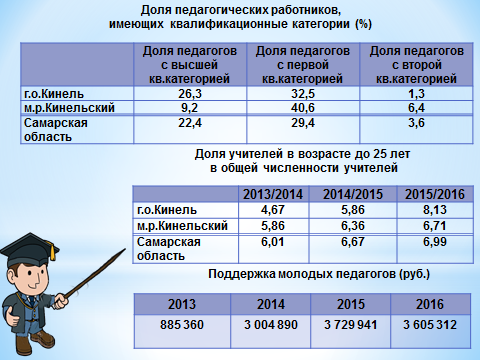 Доля педагогических работников,
имеющих квалификационные категории (%)
Доля педагогов с высшей кв.категорией Доля педагогов с первой кв.категорией Доля педагогов с второй кв.категорией
г.о.Кинель 26,3 32,5 1,3
м.р.Кинельский 9,2 40,6 6,4
Самарская область 22,4 29,4 3,6
Доля учителей в возрасте до 25 лет
в общей численности учителей
2013/2014 2014/2015 2015/2016
г.о.Кинель 4,67 5,86 8,13
м.р.Кинельский 5,86 6,36 6,71
Самарская область 6,01 6,67 6,99
Поддержка молодых педагогов (руб.)
2013 2014 2015 2016
885 360 3 004 890 3 729 941 3 605 312